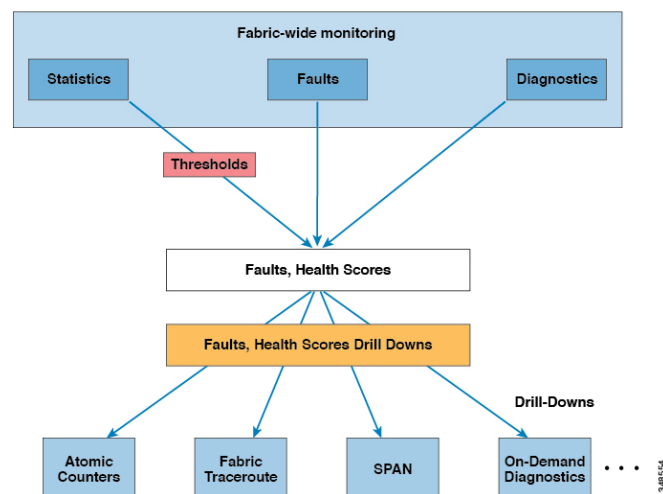 Fabric-wide monitoring
Statistics
Faults
Diagnostics
Thresholds
Faults, Health Scores
Faults, Health Scores Drill Downs
Drill-Downs
Atomic
Counters
Fabric
Traceroute
SPAN
On-Demand
Diagnostics
• • •
348554